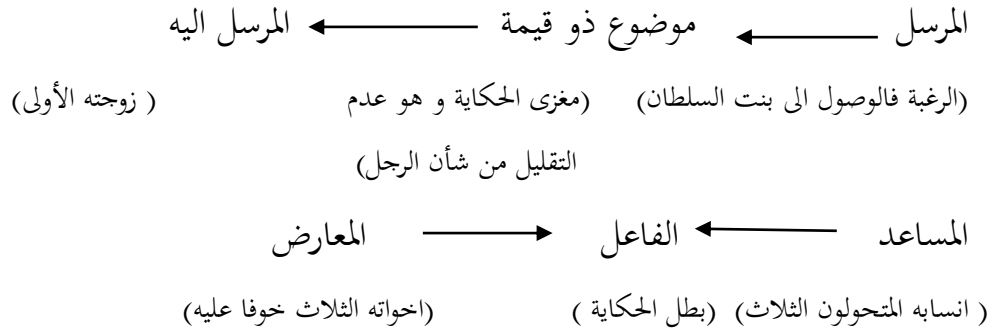 المرسل موضوع ذو قيمة المرسل اليه
(الرغبة فالوصول الى بنت السلطان) (مغزى الحكاية و هو عدم ( زوجته الأولى)
التقليل من شأن الرجل)
المساعد الفاعل المعارض
( انسابه المتحولون الثلاث) (بطل الحكاية ) (اخواته الثلاث خوفا عليه)